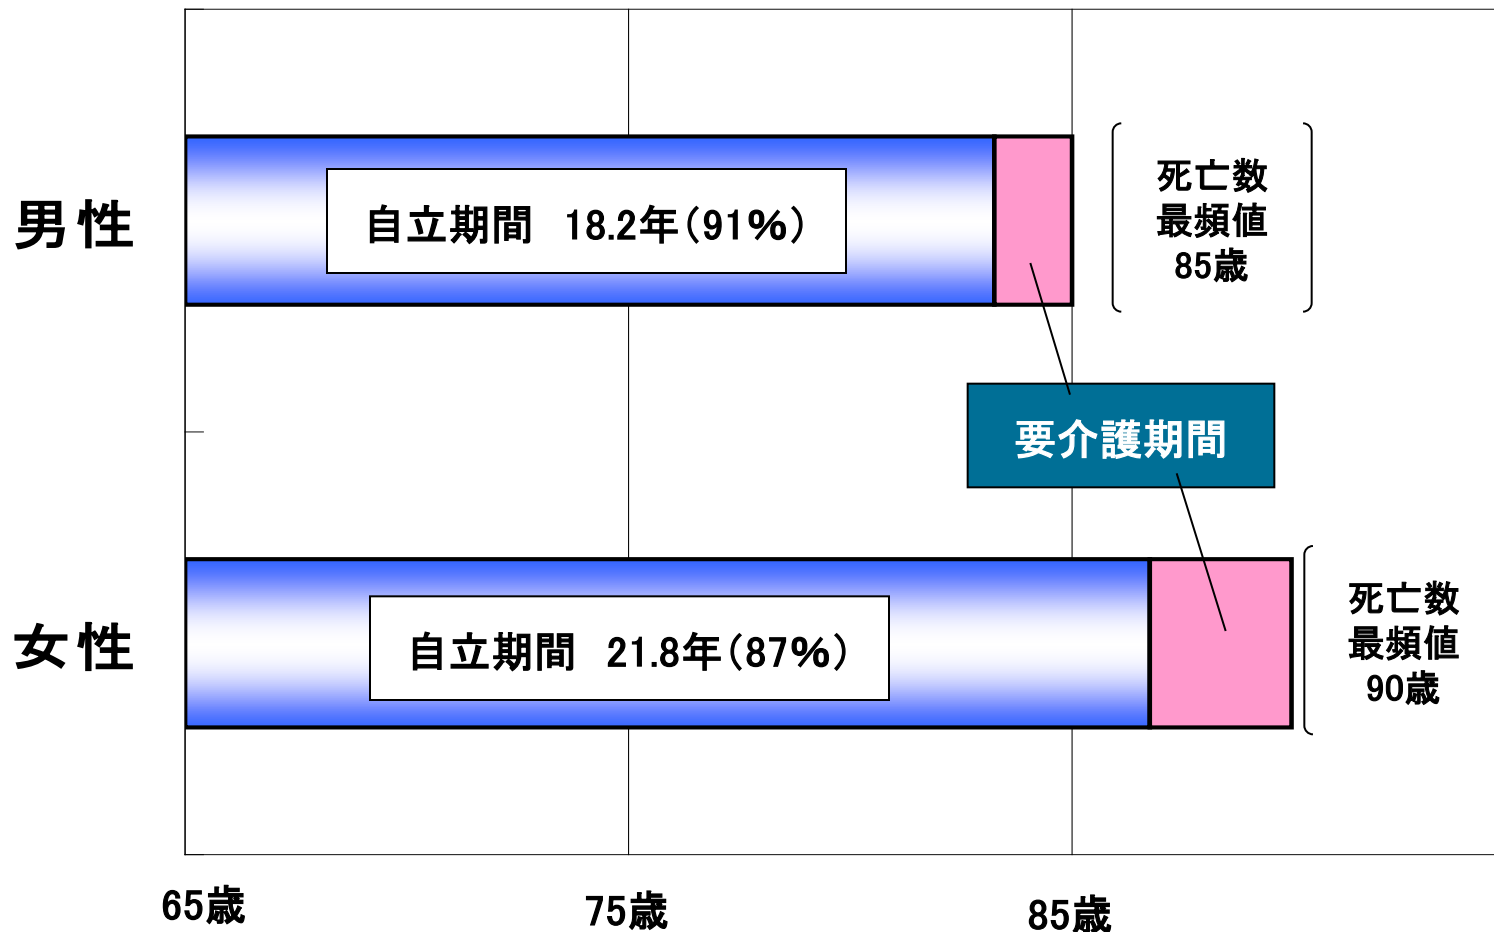 男性
自立期間 18.2年(91%)
死亡数
最頻値
85歳
要介護期間
女性
自立期間 21.8年(87%)
死亡数
最頻値
90歳
65歳
75歳
85歳